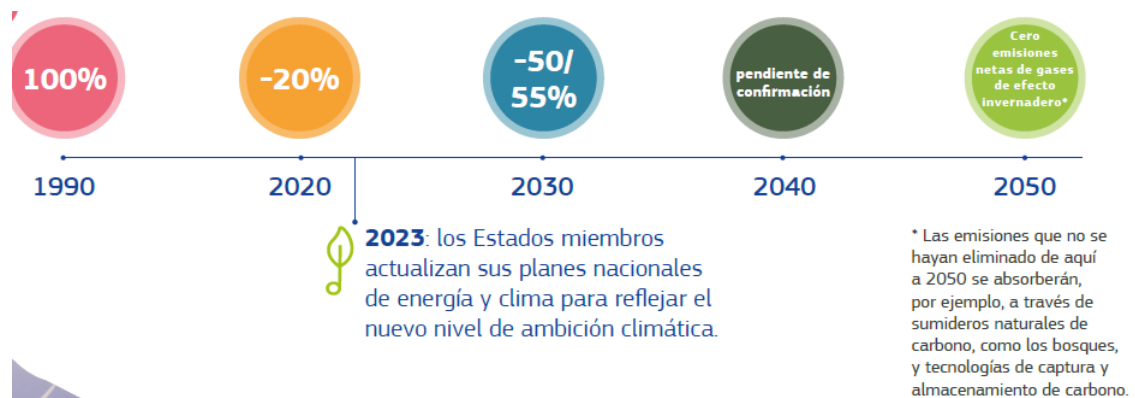 100%
-20%
-50/
55%
pendiente de
confirmación
Cero
emisiones
netas de gases
de efecto
invernadero*
1990
2020
2030
2040
2050
2023: los Estados miembros
actualizan sus planes nacionales
de energía y clima para reflejar el
nuevo nivel de ambición climática.
* Las emisiones que no se
hayan eliminado de aquí
a 2050 se absorberán,
por ejemplo, a través de
sumideros naturales de
carbono, como los bosques,
y tecnologías de captura y
almacenamiento de carbono.